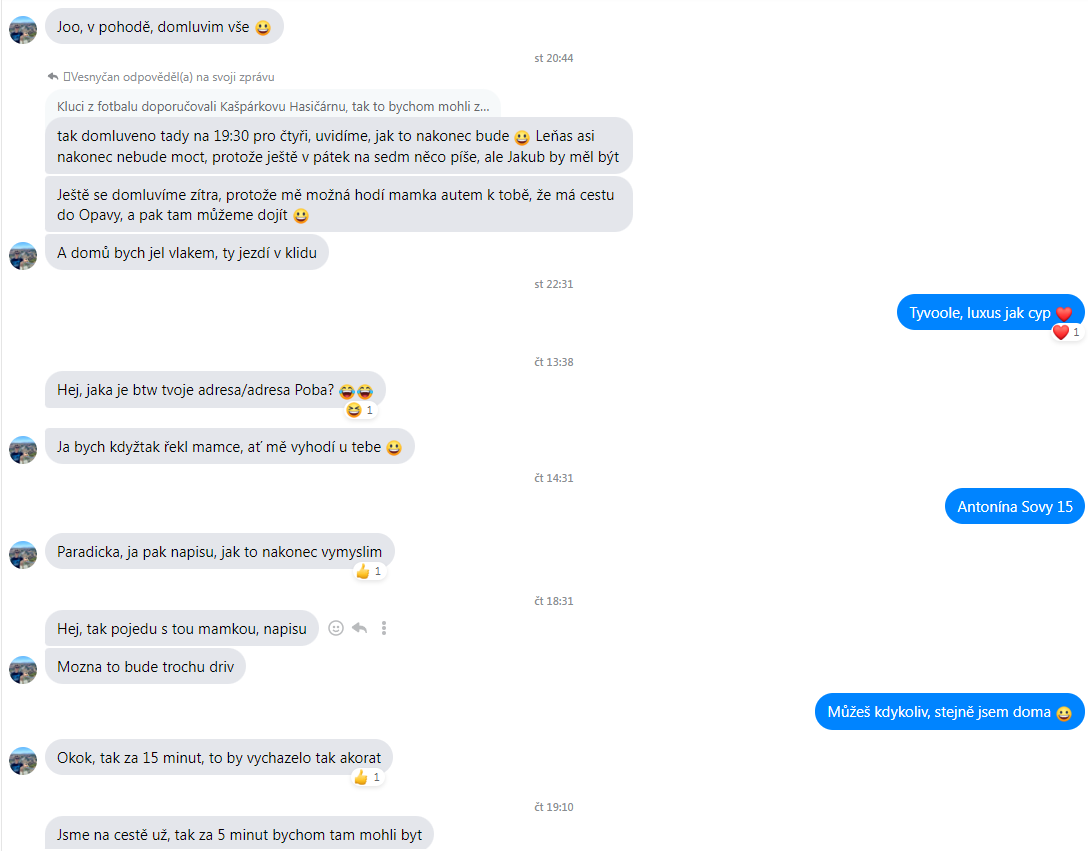 Joo, v pohodě, domluvim vše 😀
st 20:44
Vesnyčan odpověděl(a) na svoji zprávu
Kluci z fotbalu doporučovali Kašpárkovu Hasičárnu, tak to bychom mohli z...
tak domluveno tady na 19:30 pro čtyři, uvidíme, jak to nakonec bude 😀 Leňas asi
nakonec nebude moct, protože ještě v pátek na sedm něco píše, ale Jakub by měl být
Ještě se domluvíme zítra, protože mě možná hodí mamka autem k tobě, že má cestu
do Opavy, a pak tam můžeme dojít 😀
A domů bych jel vlakem, ty jezdí v klidu
st 22:31
Tyvoole, luxus jak cyp ❤️
❤️ 1
čt 13:38
Hej, jaka je btw tvoje adresa/adresa Poba? 😂😂
😆 1
Ja bych kdyžtak řekl mamce, ať mě vyhodí u tebe 😀
čt 14:31
Antonína Sovy 15
Paradicka, ja pak napisu, jak to nakonec vymyslim
👍 1
čt 18:31
Hej, tak pojedu s tou mamkou, napisu
Mozna to bude trochu driv
Můžeš kdykoliv, stejně jsem doma 😀
Okok, tak za 15 minut, to by vychazelo tak akorat
👍 1
čt 19:10
Jsme na cestě už, tak za 5 minut bychom tam mohli byt